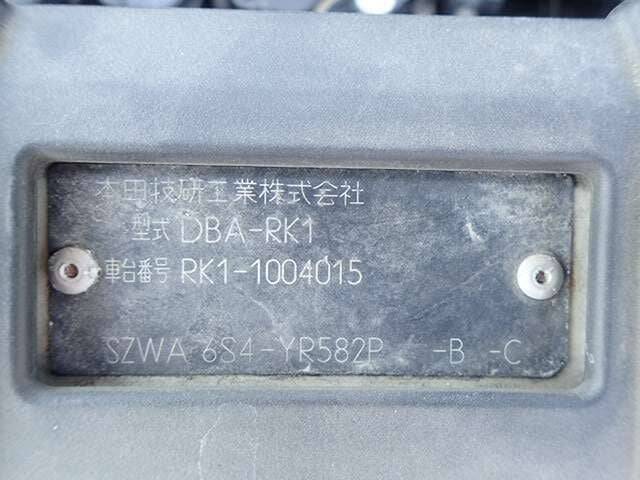 本田技研工業株式会社
型式 DBA-RK1
車台番号 RK1-1004015
SZWA 6S4-YR582P -B -C